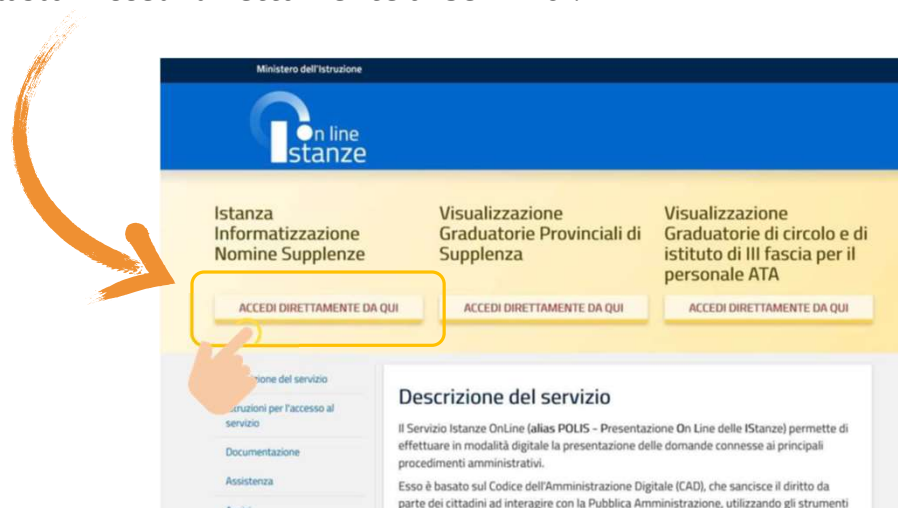 Ministero dell'Istruzione
On line
Istanze
Istanza
Informatizzazione
Nomine Supplenze
ACCEDI DIRETTAMENTE DA QUI
Visualizzazione
Graduatorie Provinciali di
Supplenza
ACCEDI DIRETTAMENTE DA QUI
Visualizzazione
Graduatorie di circolo e di
istituto di III fascia per il
personale ATA
ACCEDI DIRETTAMENTE DA QUI
del servizio
per l'accesso al
servizio
Documentazione
Assistenza
Descrizione del servizio
Il Servizio Istanze OnLine (alias POLIS - Presentazione On Line delle IStanze) permette di
effettuare in modalità digitale la presentazione delle domande connesse ai principali
procedimenti amministrativi.
Esso è basato sul Codice dell'Amministrazione Digitale (CAD), che sancisce il diritto da
parte dei cittadini ad interagire con la Pubblica Amministrazione, utilizzando gli strumenti